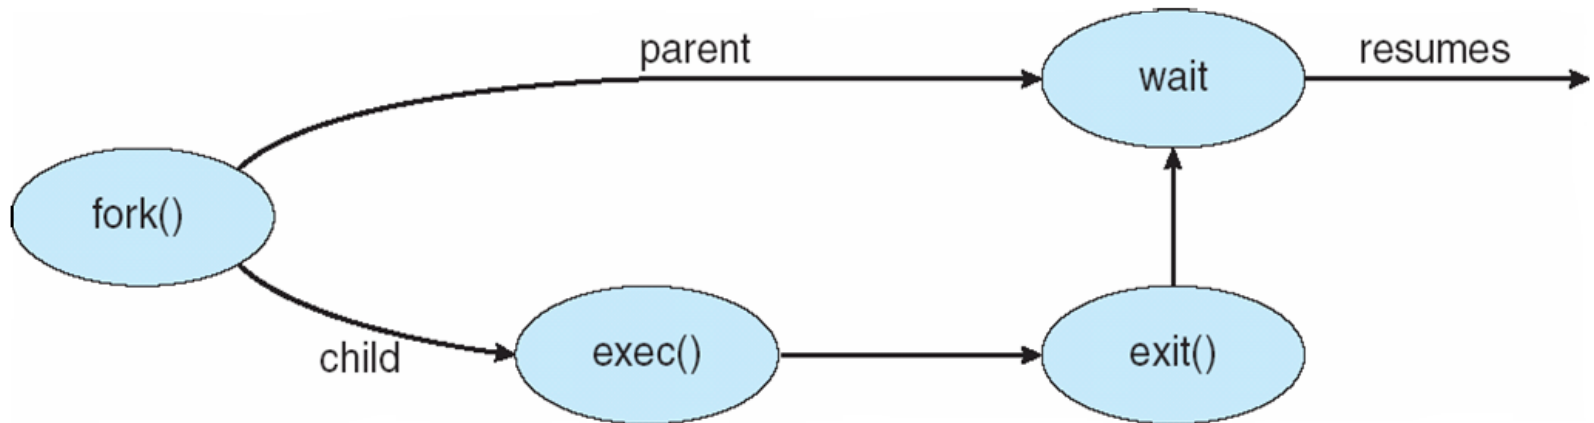 parent
wait
resumes
fork()
child
exec()
exit()